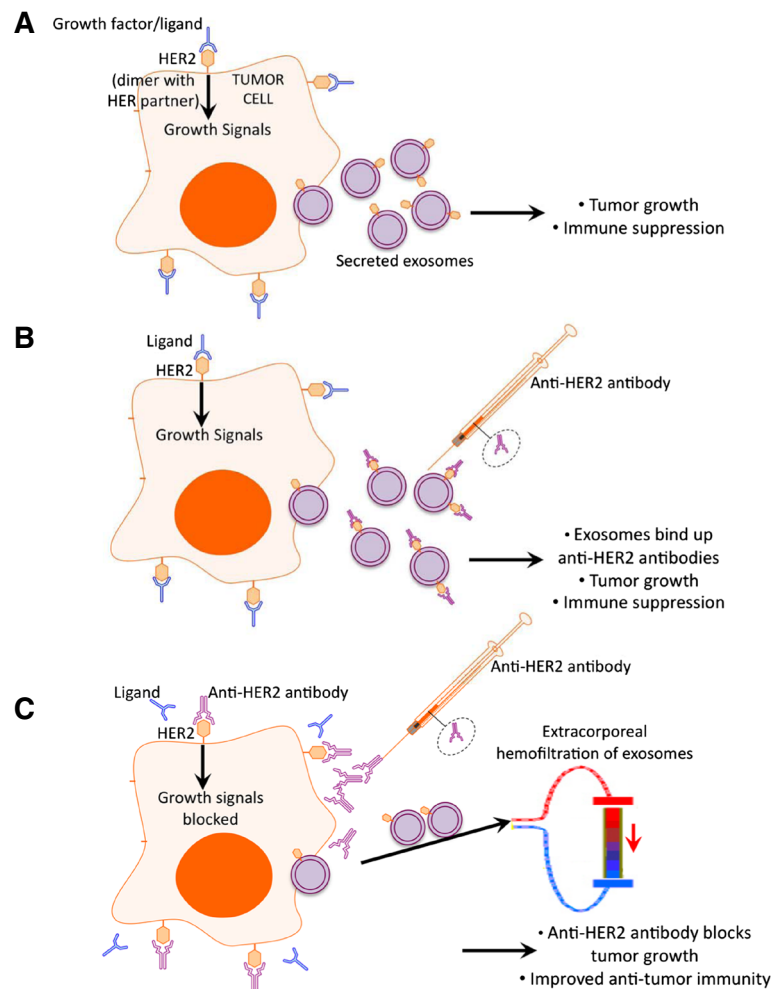 A
Growth factor/ligand
HER2
(dimer with
HER partner)
TUMOR
CELL
Growth Signals
Secreted exosomes
• Tumor growth
• Immune suppression
B
Ligand
HER2
Growth Signals
Anti-HER2 antibody
• Exosomes bind up
anti-HER2 antibodies
• Tumor growth
• Immune suppression
C
Ligand
Anti-HER2 antibody
HER2
Growth signals
blocked
Anti-HER2 antibody
Extracorporeal
hemofiltration of exosomes
• Anti-HER2 antibody blocks
tumor growth
• Improved anti-tumor immunity